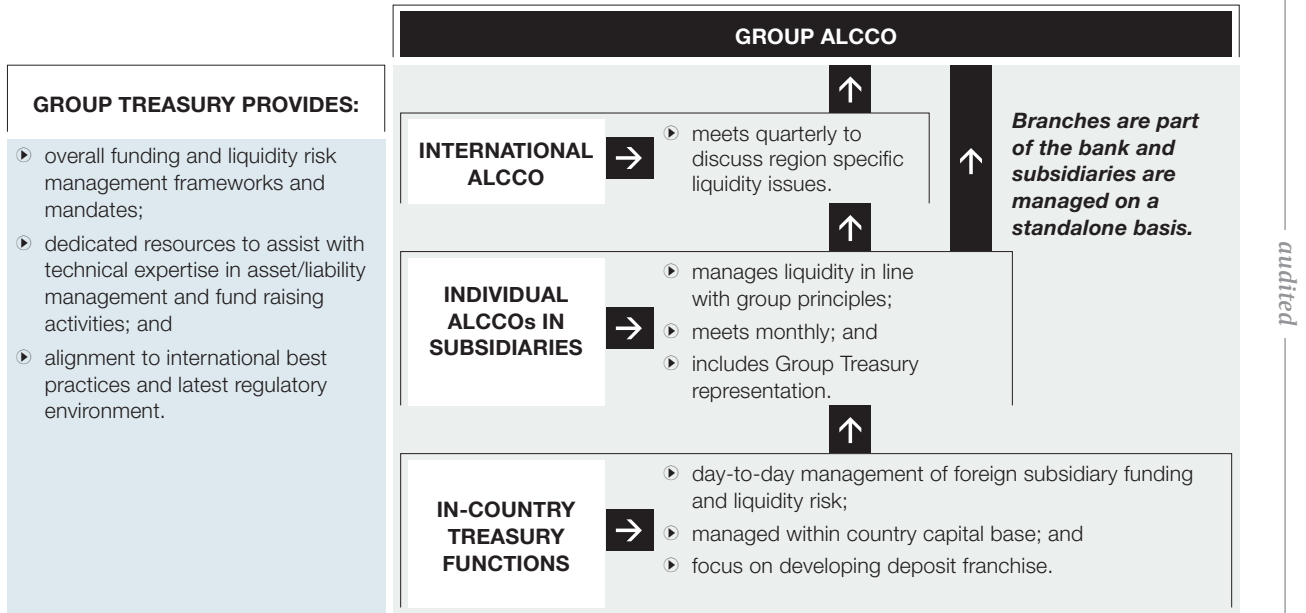 GROUP ALCCO
GROUP TREASURY PROVIDES:
overall funding and liquidity risk
management frameworks and
mandates;
dedicated resources to assist with
technical expertise in asset/liability
management and fund raising
activities; and
alignment to international best
practices and latest regulatory
environment.
INTERNATIONAL
ALCCO
meets quarterly to
discuss region specific
liquidity issues.
Branches are part
of the bank and
subsidiaries are
managed on a
standalone basis.
INDIVIDUAL
ALCCOs IN
SUBSIDIARIES
manages liquidity in line
with group principles;
meets monthly; and
includes Group Treasury
representation.
IN-COUNTRY
TREASURY
FUNCTIONS
day-to-day management of foreign subsidiary funding
and liquidity risk;
managed within country capital base; and
focus on developing deposit franchise.
audited